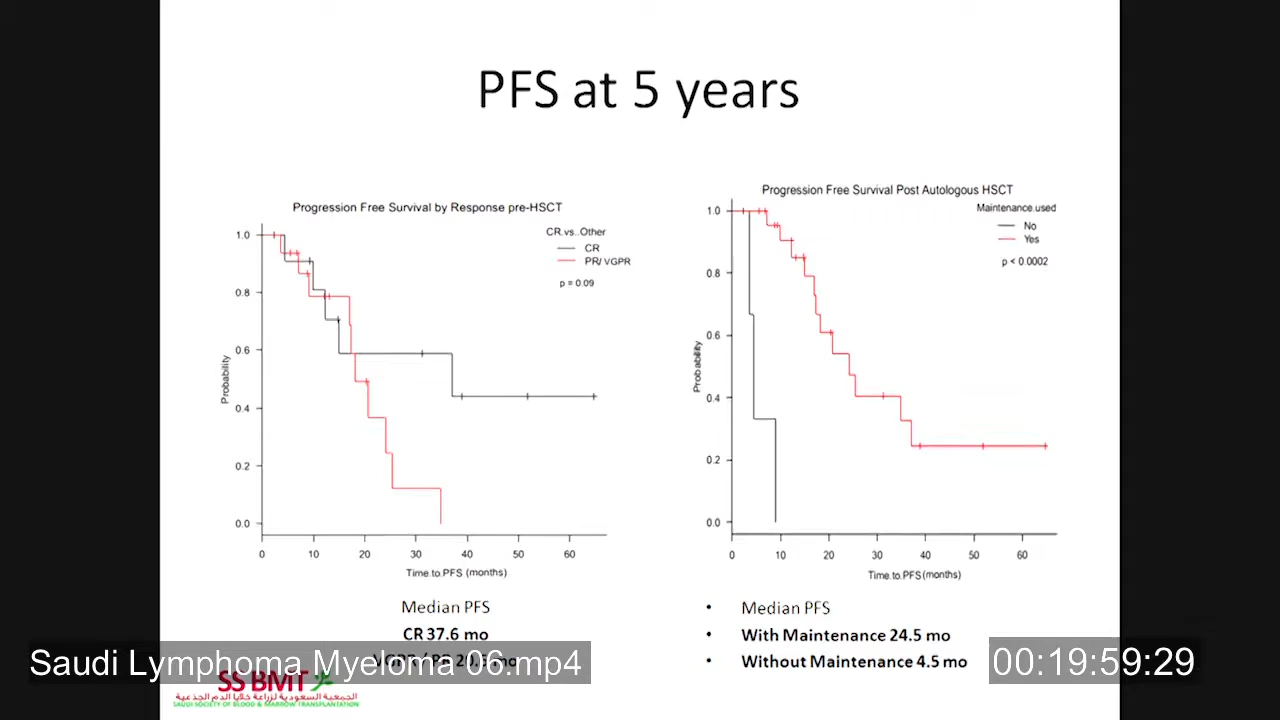 PFS at 5 years
Progression Free Survival by Response pre-HSCT
CR.vs..Other
CR
PR/ VGPR
p = 0.09
1.0
0.8
0.6
0.4
0.2
0.0
Probability
0 10 20 30 40 50 60
Time.to.PFS (months)
Median PFS
CR 37.6 mo
Progression Free Survival Post Autologous HSCT
Maintenance.used
No
Yes
p < 0.0002
1.0
0.8
0.6
0.4
0.2
0.0
Probability
0 10 20 30 40 50 60
Time.to.PFS (months)
• Median PFS
• With Maintenance 24.5 mo
• Without Maintenance 4.5 mo
Saudi Lymphoma Myeloma 06.mp4
00:19:59:29
SS BMT
الجمعية السعودية لزراعة خلايا الدم الجذعية
SAUDI SOCIETY OF BLOOD & MARROW TRANSPLANTATION